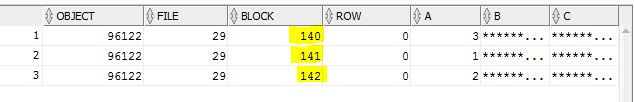 OBJECT FILE BLOCK ROW A B C
1 96122 29 140 0 3 ******... ******...
2 96122 29 141 0 1 ******... ******...
3 96122 29 142 0 2 ******... ******...